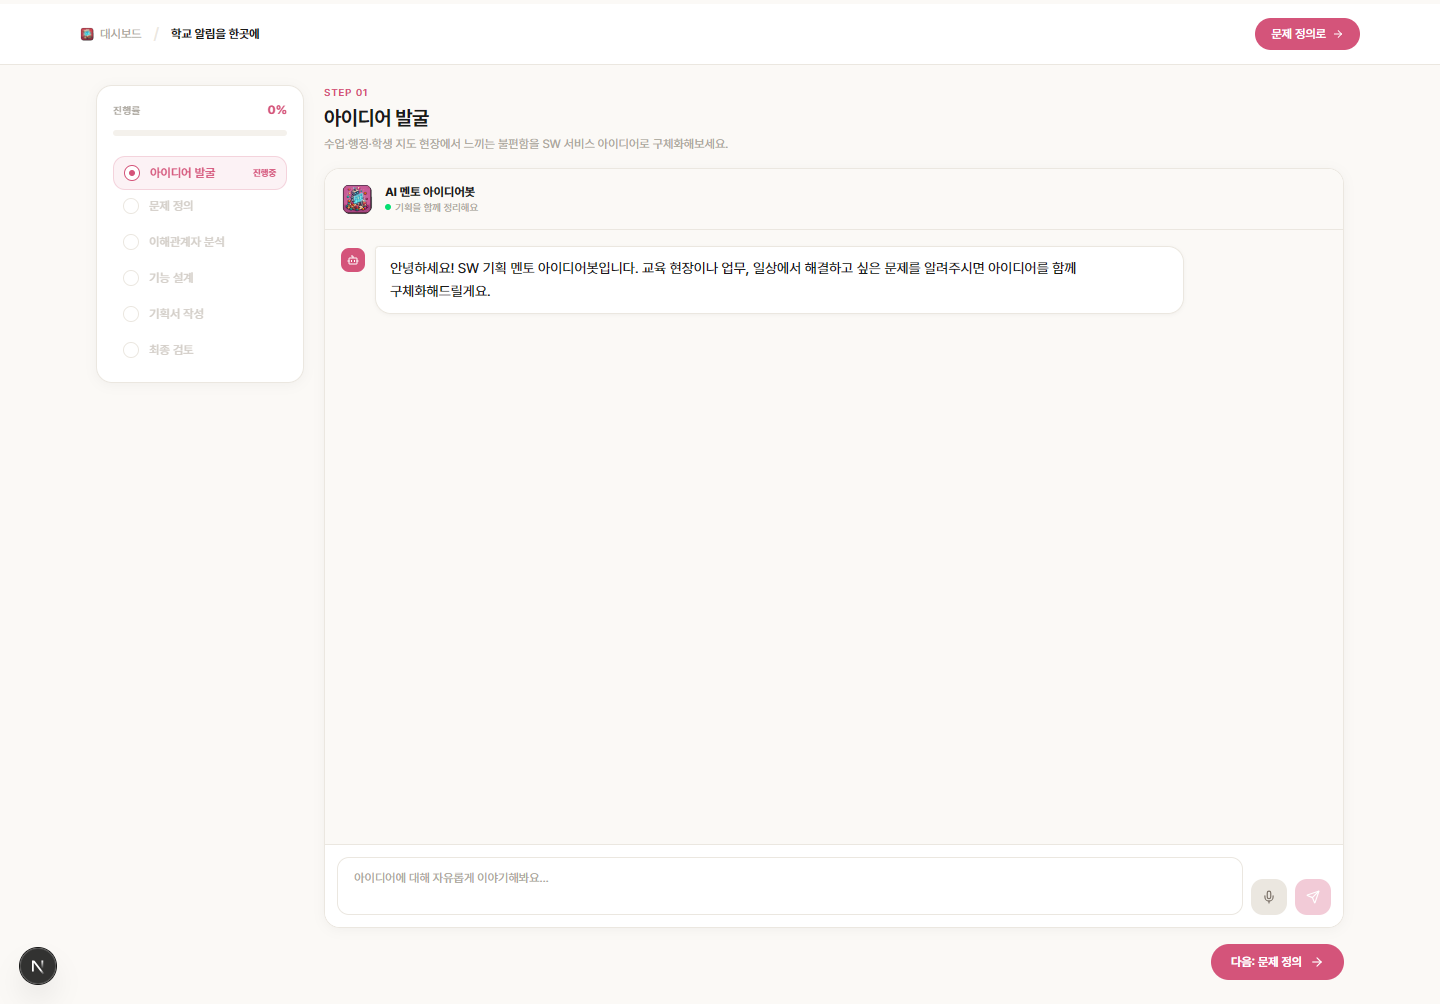 대시보드 / 학교 알림을 한곳에
문제 정의로 →
진행률 0%
아이디어 발굴 진행중
문제 정의
이해관계자 분석
기능 설계
기획서 작성
최종 검토
STEP 01
아이디어 발굴
수업·행정·학생 지도 현장에서 느끼는 불편함을 SW 서비스 아이디어로 구체화해보세요.
AI 멘토 아이디어봇
기획을 함께 정리해요
안녕하세요! SW 기획 멘토 아이디어봇입니다. 교육 현장이나 업무, 일상에서 해결하고 싶은 문제를 알려주시면 아이디어를 함께
구체화해드릴게요.
아이디어에 대해 자유롭게 이야기해봐요...
다음: 문제 정의 →
N